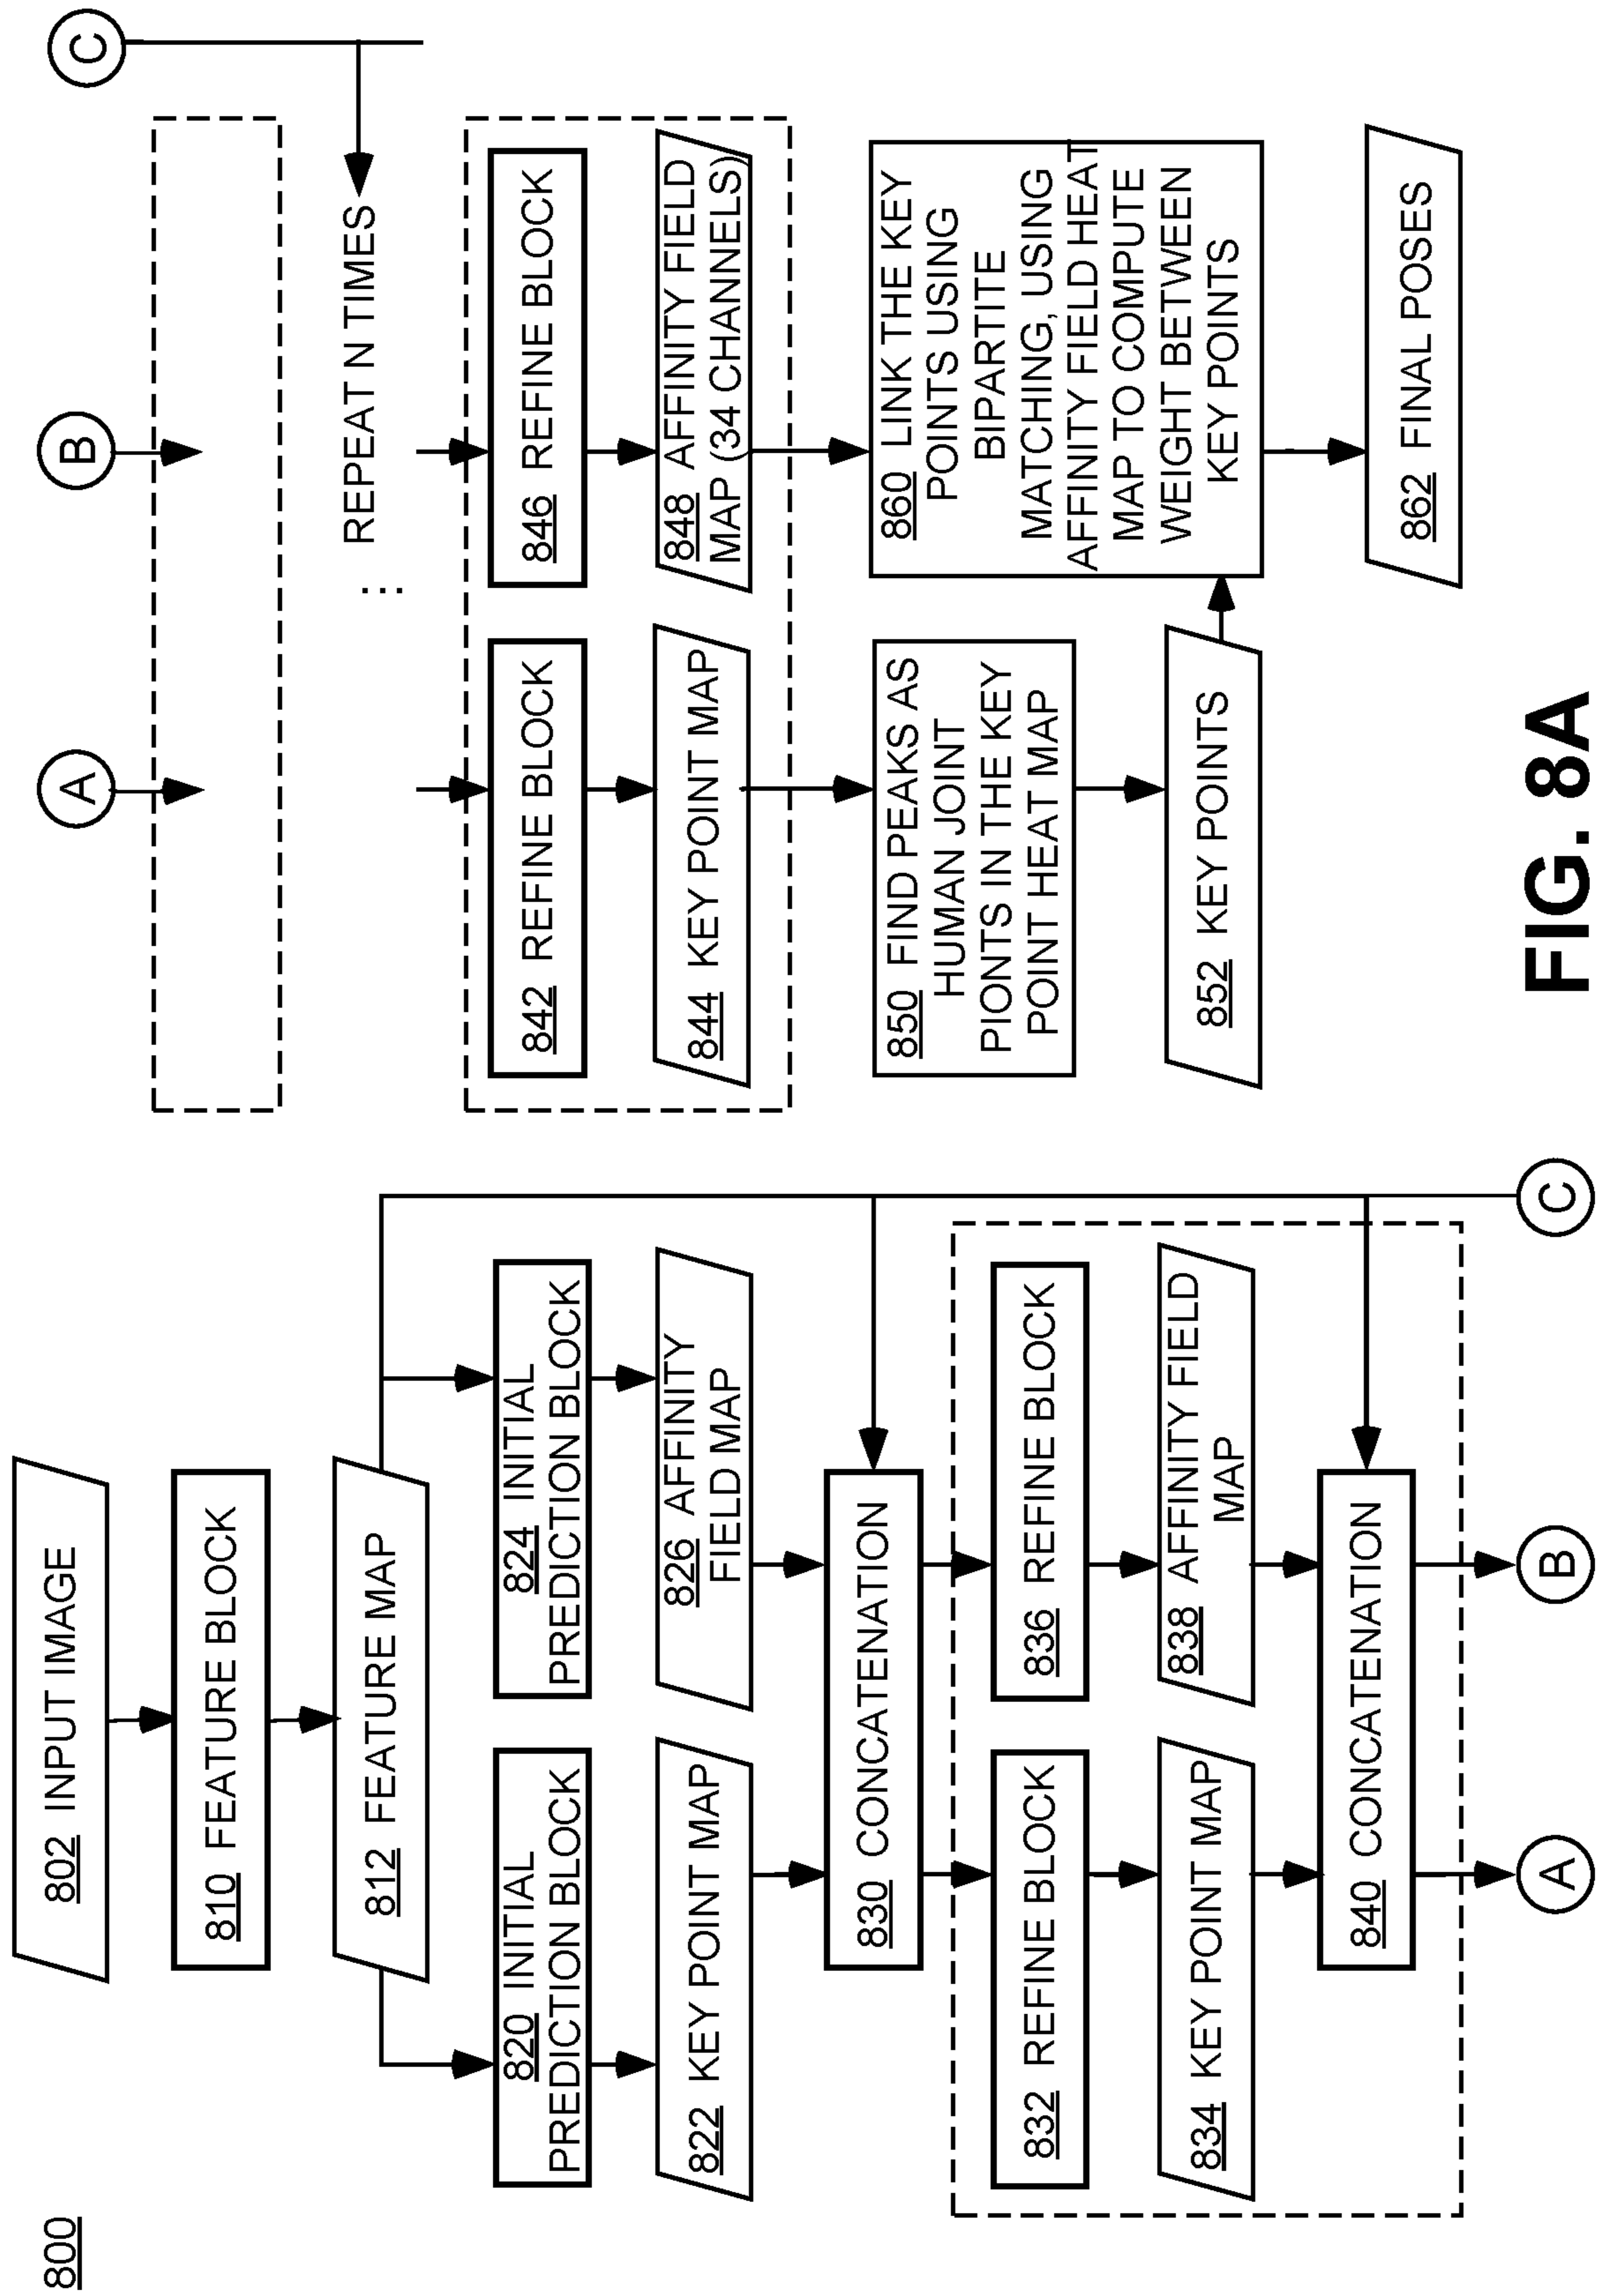 800
802 INPUT IMAGE
810 FEATURE BLOCK
812 FEATURE MAP
820 INITIAL
PREDICTION BLOCK
824 INITIAL
PREDICTION BLOCK
822 KEY POINT MAP
826 AFFINITY
FIELD MAP
830 CONCATENATION
832 REFINE BLOCK
836 REFINE BLOCK
834 KEY POINT MAP
838 AFFINITY FIELD
MAP
840 CONCATENATION
A
B
C
A
B
C
REPEAT N TIMES
...
842 REFINE BLOCK
846 REFINE BLOCK
844 KEY POINT MAP
848 AFFINITY FIELD
MAP (34 CHANNELS)
850 FIND PEAKS AS
HUMAN JOINT
PIONTS IN THE KEY
POINT HEAT MAP
860 LINK THE KEY
POINTS USING
BIPARTITE
MATCHING, USING
AFFINITY FIELD HEAT
MAP TO COMPUTE
WEIGHT BETWEEN
KEY POINTS
852 KEY POINTS
862 FINAL POSES
FIG. 8A